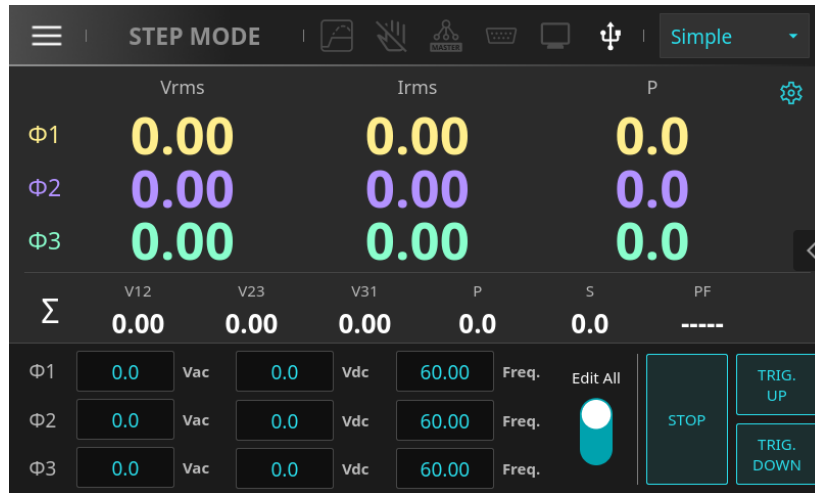 STEP MODE MASTER Simple
Vrms Irms P
Φ1 0.00 0.00 0.0
Φ2 0.00 0.00 0.0
Φ3 0.00 0.00 0.0
V12 V23 V31 P S PF
Σ 0.00 0.00 0.00 0.0 0.0 -----
Φ1 0.0 Vac 0.0 Vdc 60.00 Freq. Edit All
Φ2 0.0 Vac 0.0 Vdc 60.00 Freq.
Φ3 0.0 Vac 0.0 Vdc 60.00 Freq.
STOP
TRIG.
UP
TRIG.
DOWN